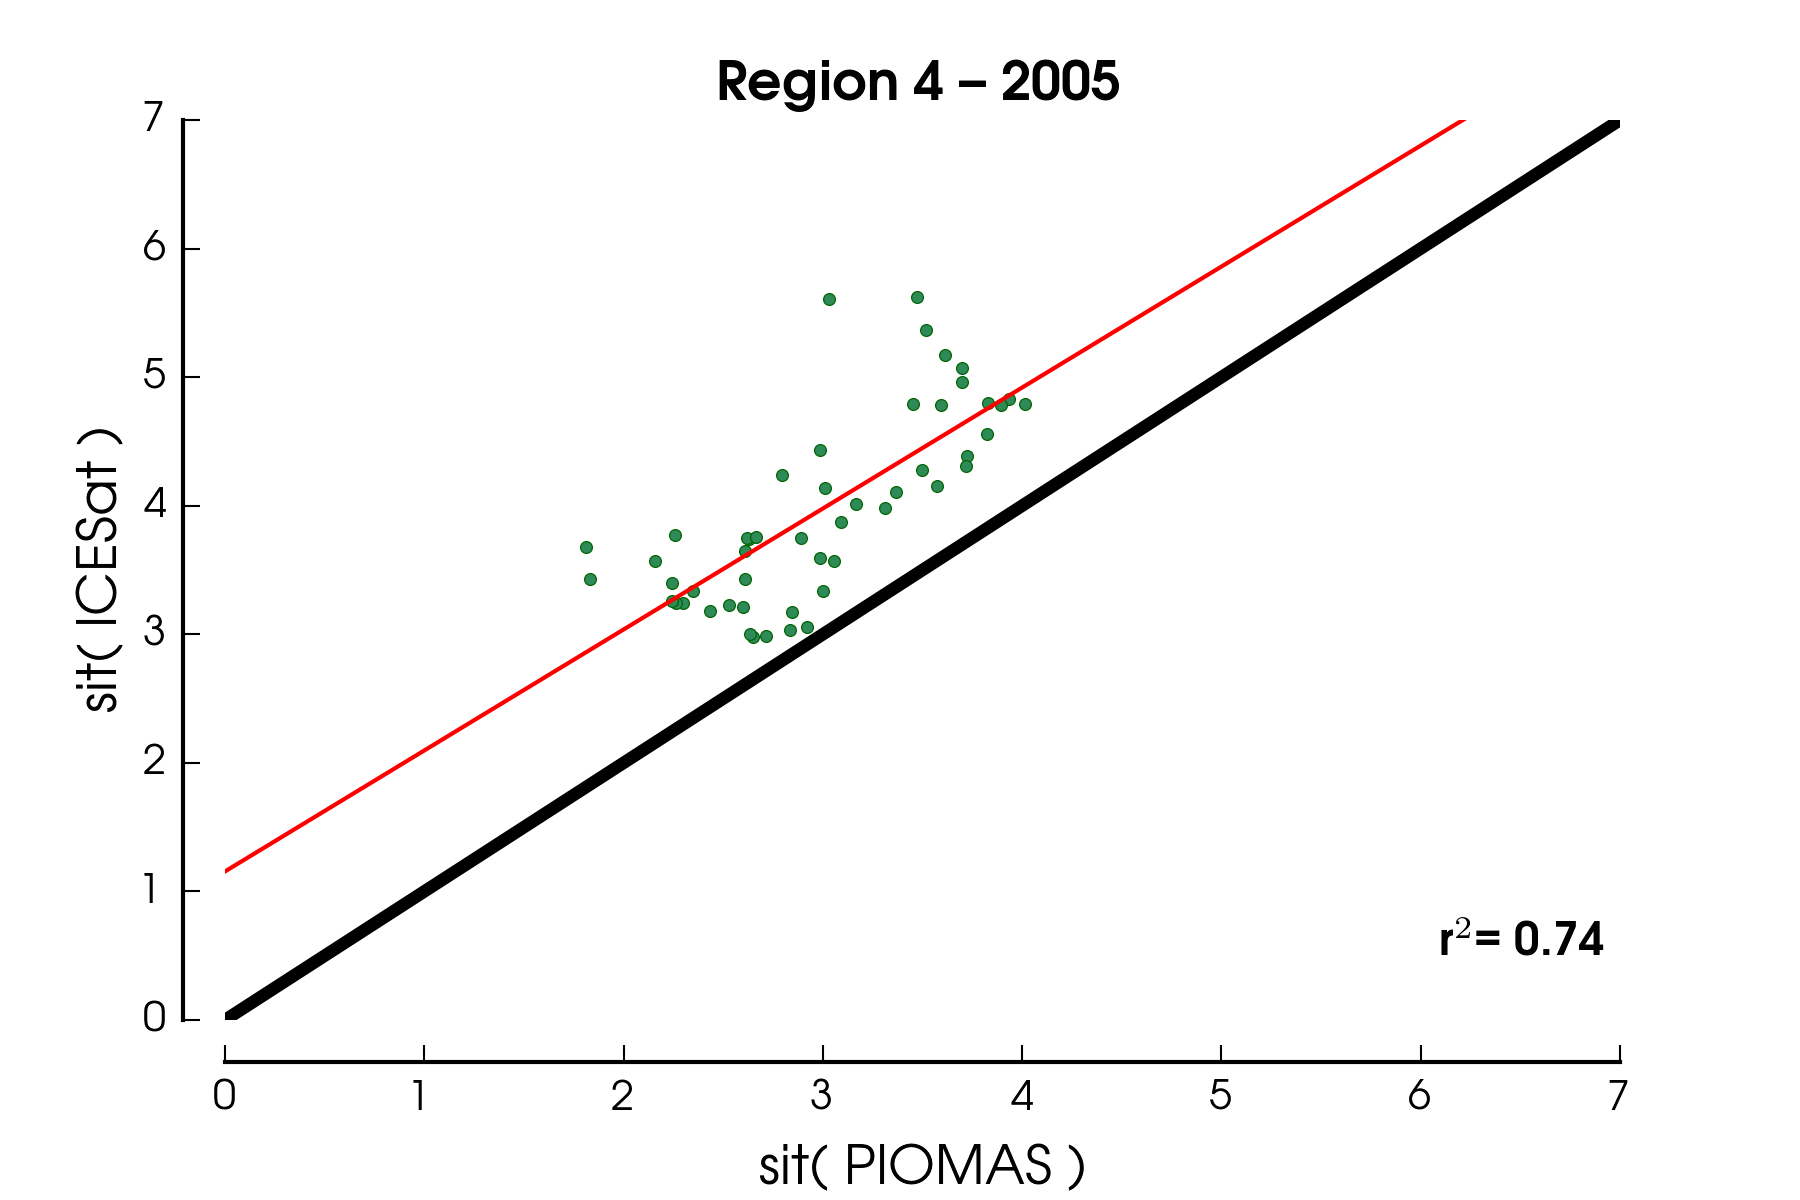 Region 4 – 2005
7
6
5
4
3
2
1
0
sit( ICESat )
r²= 0.74
0 1 2 3 4 5 6 7
sit( PIOMAS )